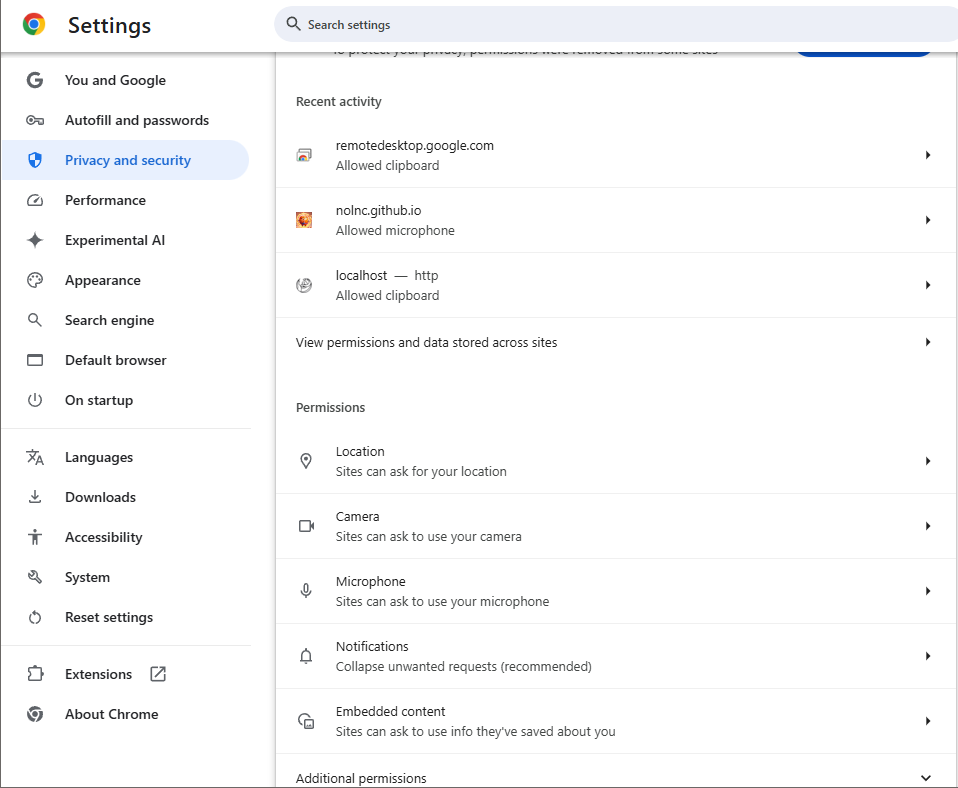 Settings
Search settings
You and Google
Autofill and passwords
Privacy and security
Performance
Experimental AI
Appearance
Search engine
Default browser
On startup
Languages
Downloads
Accessibility
System
Reset settings
Extensions
About Chrome
To protect your privacy, permissions were removed from some sites
Recent activity
remotedesktop.google.com
Allowed clipboard
nolnc.github.io
Allowed microphone
localhost — http
Allowed clipboard
View permissions and data stored across sites
Permissions
Location
Sites can ask for your location
Camera
Sites can ask to use your camera
Microphone
Sites can ask to use your microphone
Notifications
Collapse unwanted requests (recommended)
Embedded content
Sites can ask to use info they've saved about you
Additional permissions